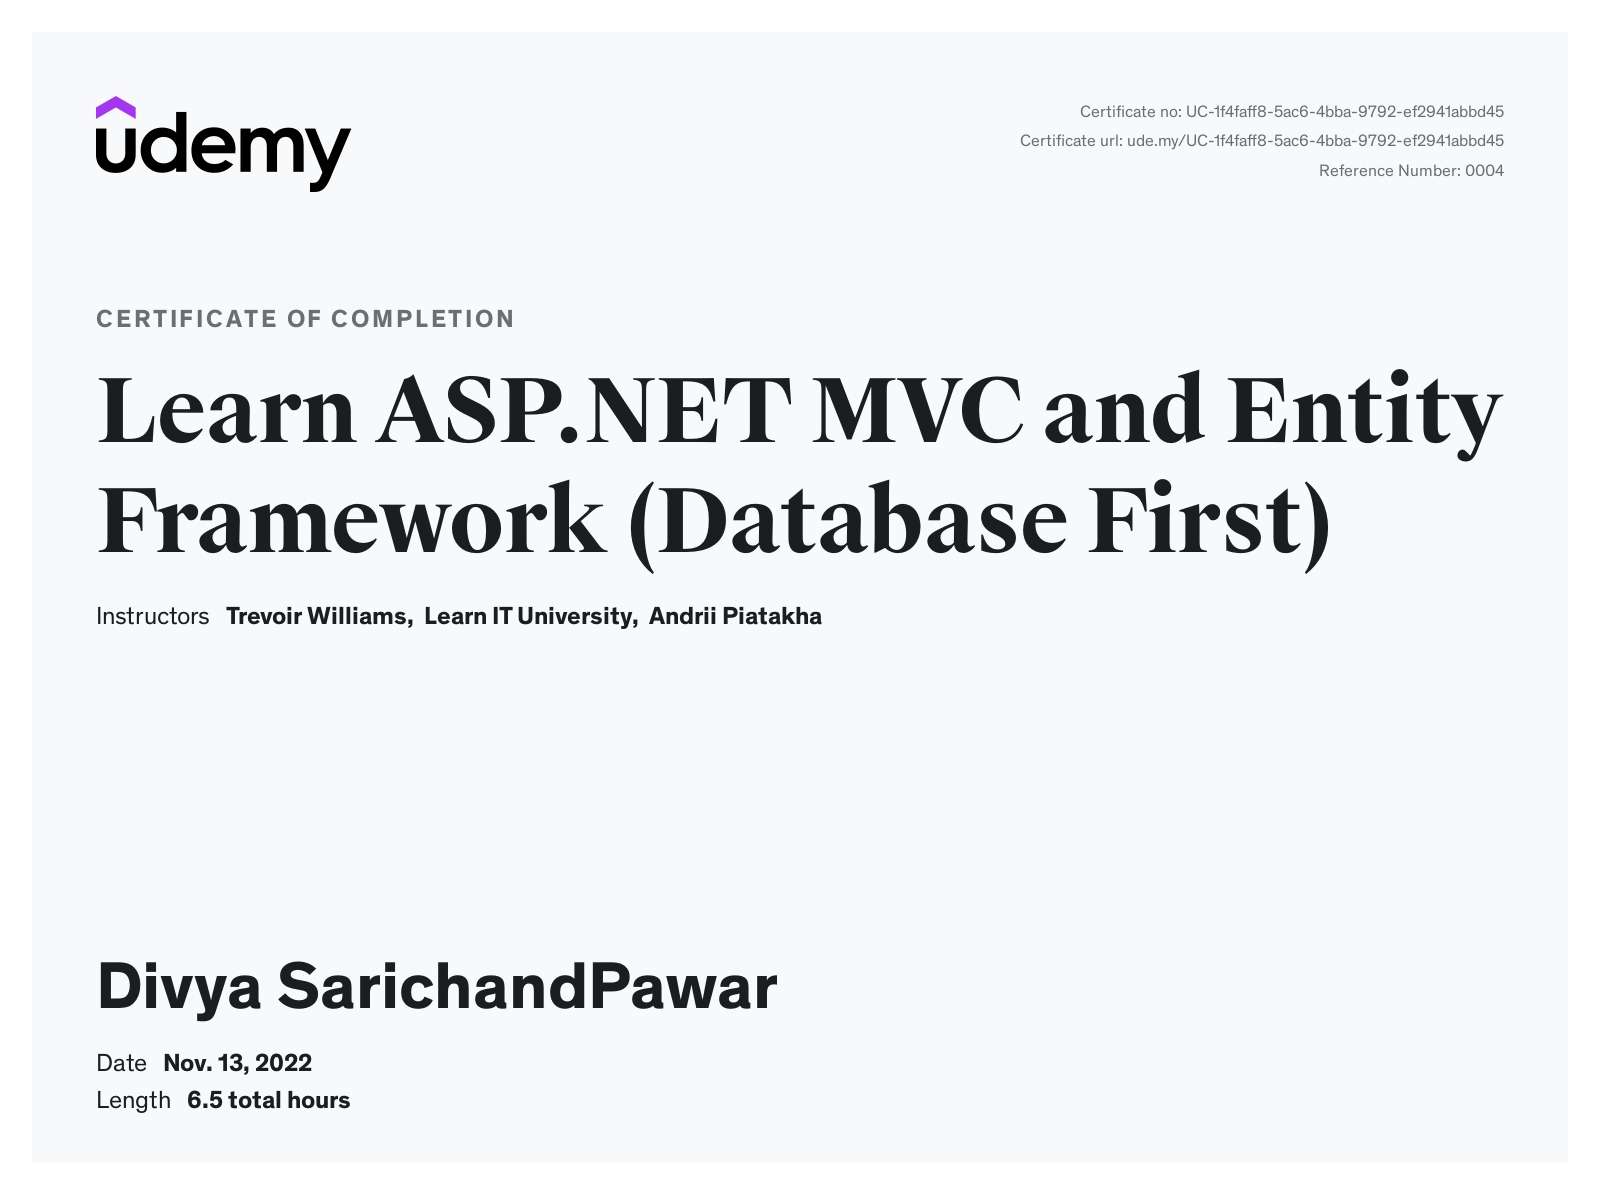 udemy
Certificate no: UC-1f4faff8-5ac6-4bba-9792-ef2941abbd45
Certificate url: ude.my/UC-1f4faff8-5ac6-4bba-9792-ef2941abbd45
Reference Number: 0004
CERTIFICATE OF COMPLETION
Learn ASP.NET MVC and Entity
Framework (Database First)
Instructors Trevoir Williams, Learn IT University, Andrii Piatakha
Divya SarichandPawar
Date Nov. 13, 2022
Length 6.5 total hours